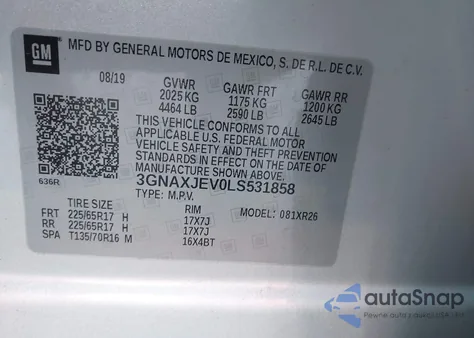 GM MFD BY GENERAL MOTORS DE MEXICO, S. DE R.L. DE C.V.
08/19 GVWR GAWR FRT GAWR RR
2025 KG 1175 KG 1200 KG
4464 LB 2590 LB 2645 LB
THIS VEHICLE CONFORMS TO ALL
APPLICABLE U.S. FEDERAL MOTOR
VEHICLE SAFETY AND THEFT PREVENTION
STANDARDS IN EFFECT ON THE DATE OF
MANUFACTURE SHOWN ABOVE.
3GNAXJEV0LS531858
636R TYPE: M.P.V.
TIRE SIZE RIM MODEL: 081XR26
FRT 225/65R17 H 17X7J
RR 225/65R17 H 17X7J
SPA T135/70R16 M 16X4BT
autoSnap
Pewne auta